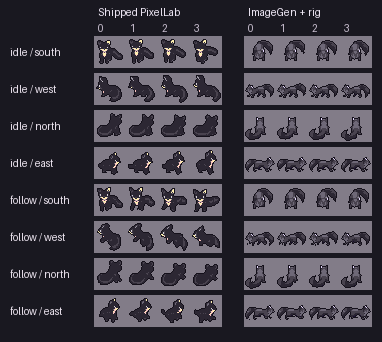 Shipped PixelLab
ImageGen + rig
0 1 2 3
0 1 2 3
idle / south
idle / west
idle / north
idle / east
follow / south
follow / west
follow / north
follow / east